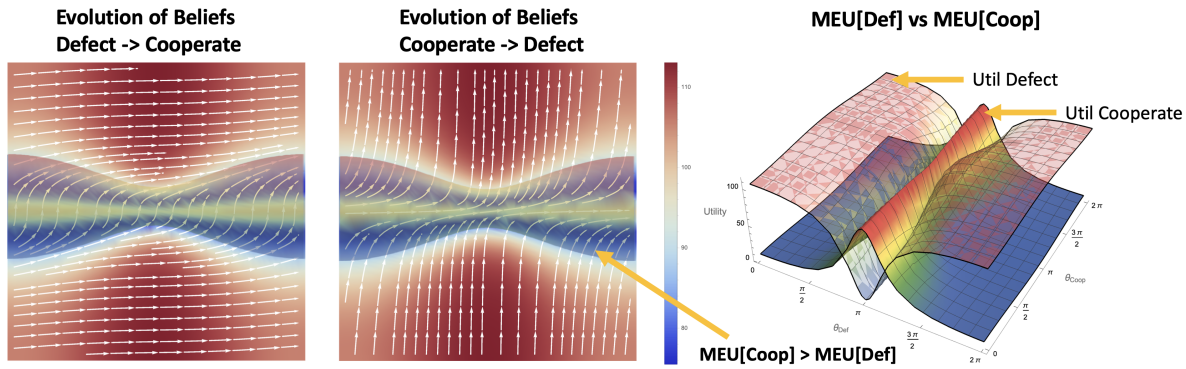 Evolution of Beliefs
Defect -> Cooperate
Evolution of Beliefs
Cooperate -> Defect
MEU[Def] vs MEU[Coop]
110
100
90
80
MEU[Coop] > MEU[Def]
Util Defect
Util Cooperate
100
50
0
Utility
0
π/2
π
3π/2
2π
θDef
0
π/2
π
3π/2
2π
θCoop